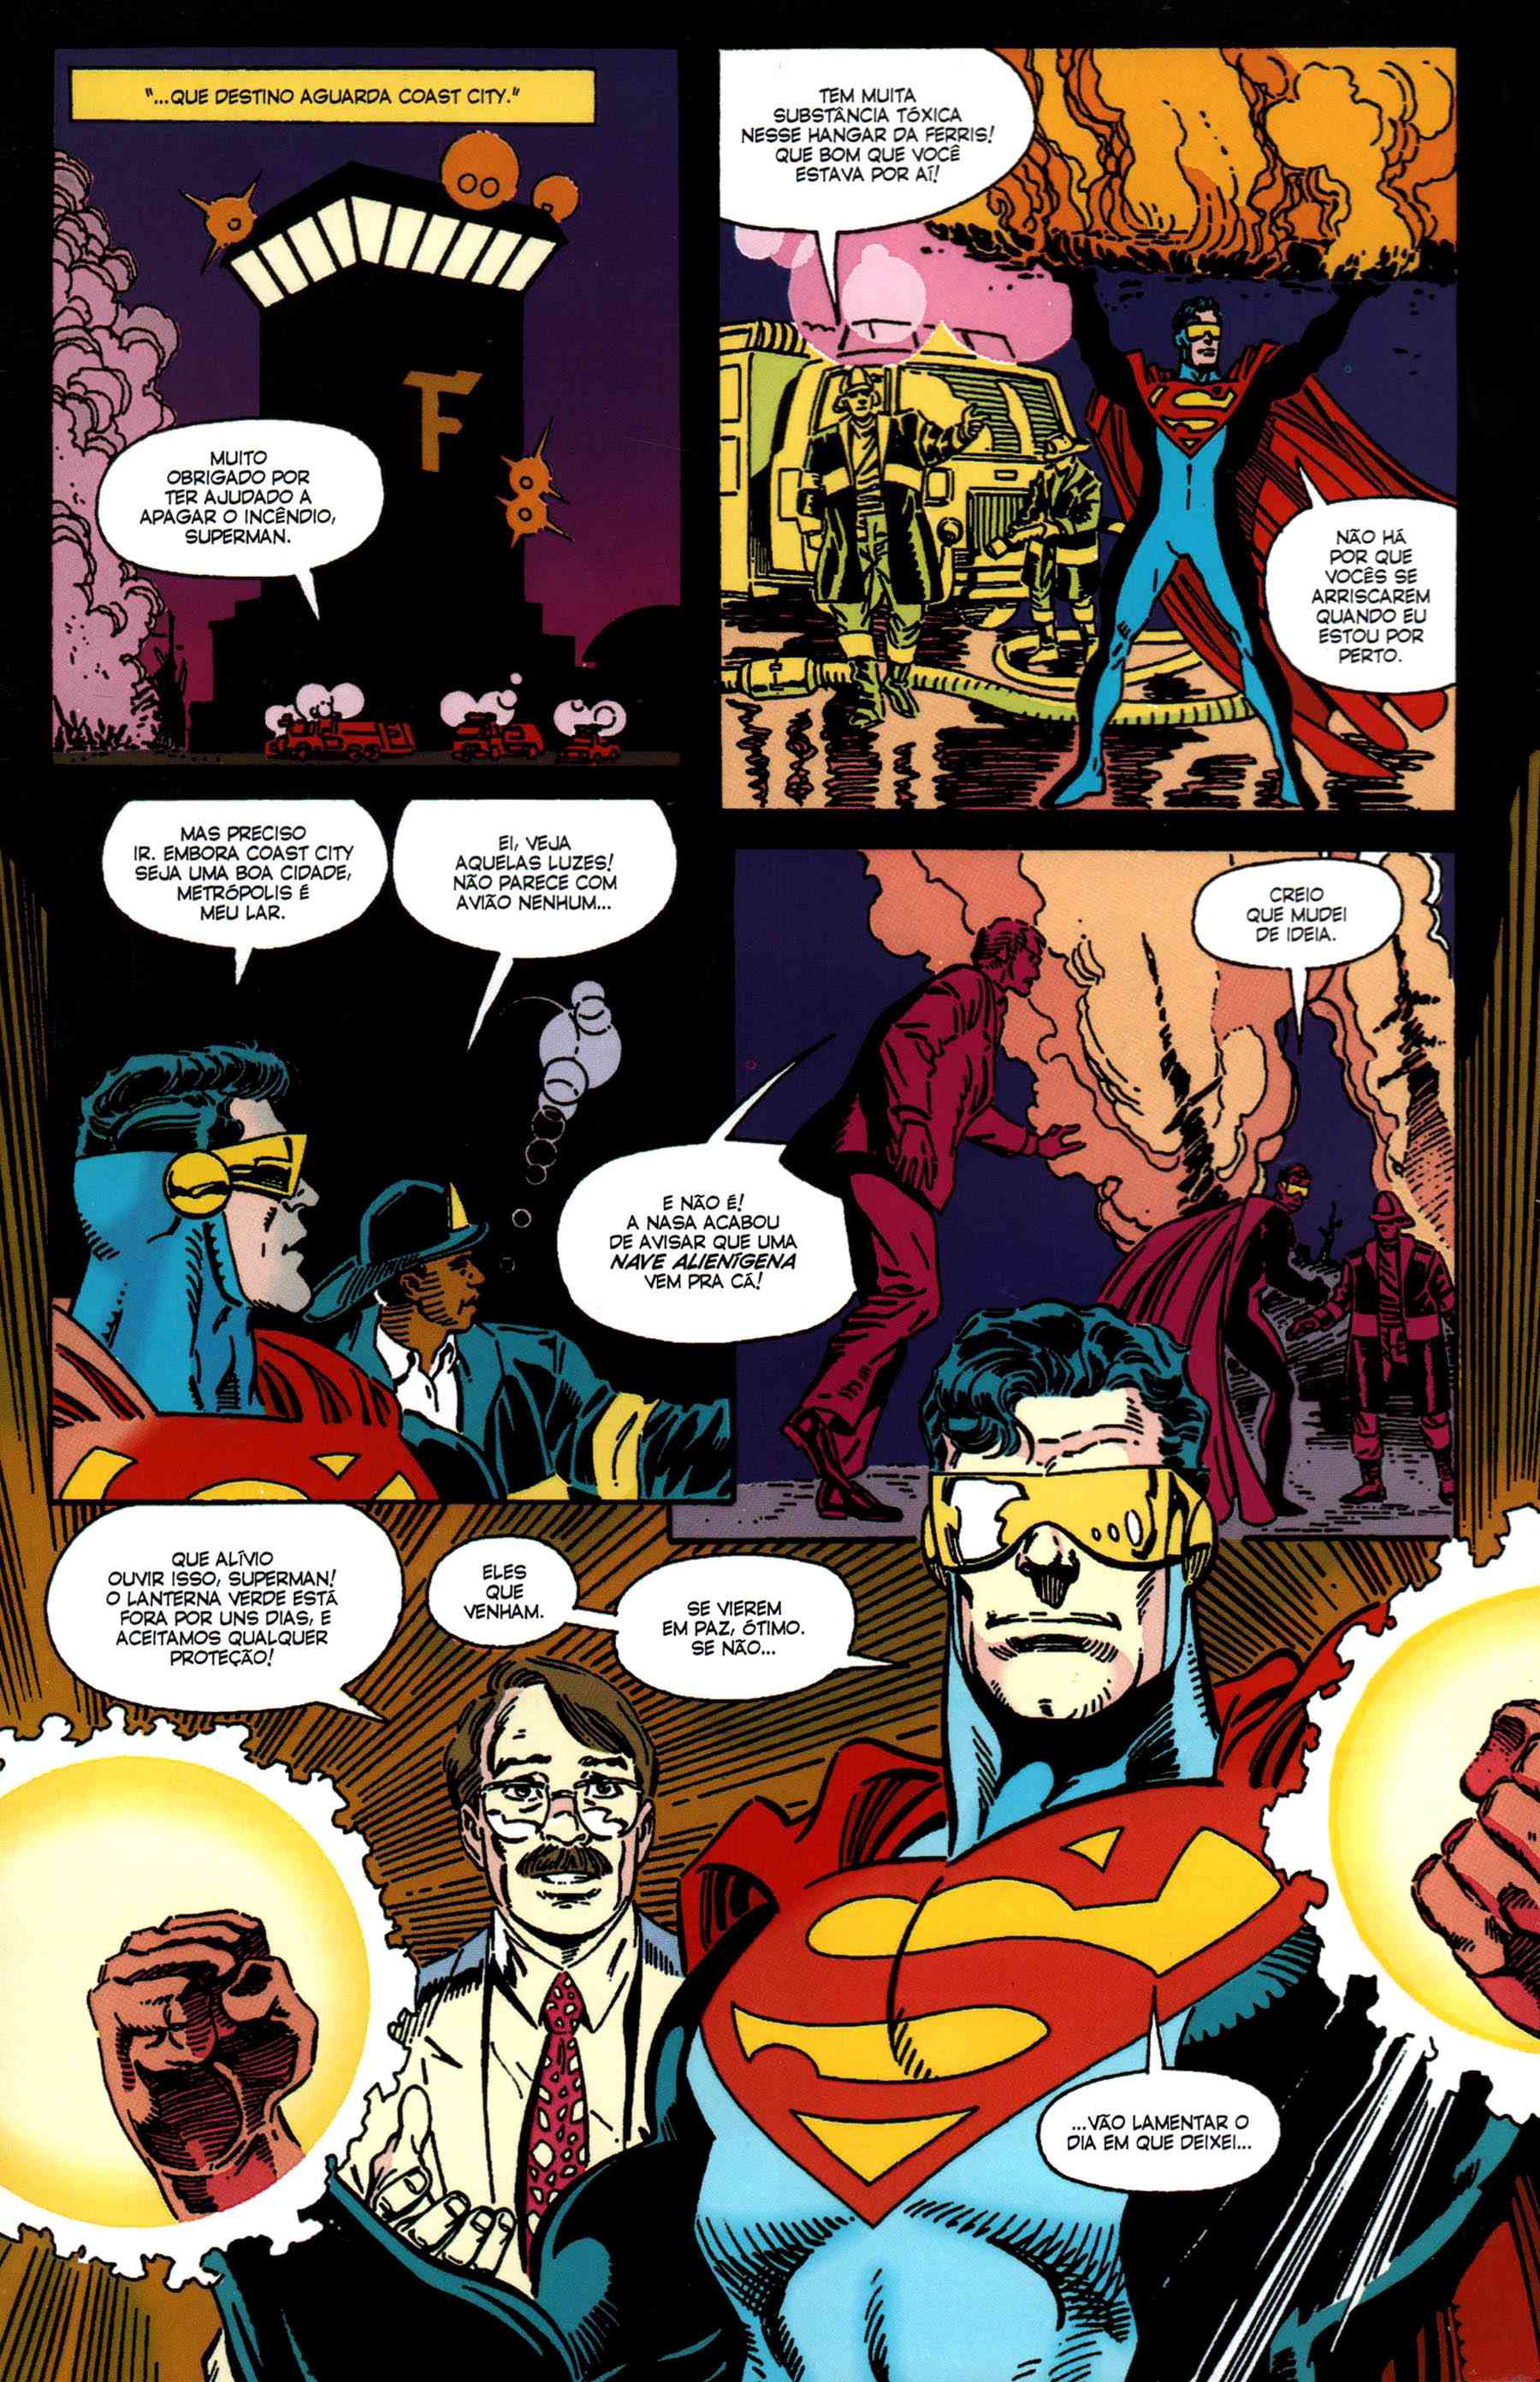 "...QUE DESTINO AGUARDA COAST CITY."
MUITO
OBRIGADO POR
TER AJUDADO A
APAGAR O INCÊNDIO,
SUPERMAN.
F
TEM MUITA
SUBSTÂNCIA TÓXICA
NESSE HANGAR DA FERRIS!
QUE BOM QUE VOCÊ
ESTAVA POR AÍ!
S
NÃO HÁ
POR QUE
VOCÊS SE
ARRISCAREM
QUANDO EU
ESTOU POR
PERTO.
MAS PRECISO
IR. EMBORA COAST CITY
SEJA UMA BOA CIDADE,
METRÓPOLIS É
MEU LAR.
EI, VEJA
AQUELAS LUZES!
NÃO PARECE COM
AVIÃO NENHUM...
E NÃO É!
A NASA ACABOU
DE AVISAR QUE UMA
NAVE ALIENÍGENA
VEM PRA CÁ!
CREIO
QUE MUDEI
DE IDEIA.
QUE ALÍVIO
OUVIR ISSO, SUPERMAN!
O LANTERNA VERDE ESTÁ
FORA POR UNS DIAS, E
ACEITAMOS QUALQUER
PROTEÇÃO!
ELES
QUE
VENHAM.
SE VIEREM
EM PAZ, ÓTIMO.
SE NÃO...
S
...VÃO LAMENTAR O
DIA EM QUE DEIXEI...